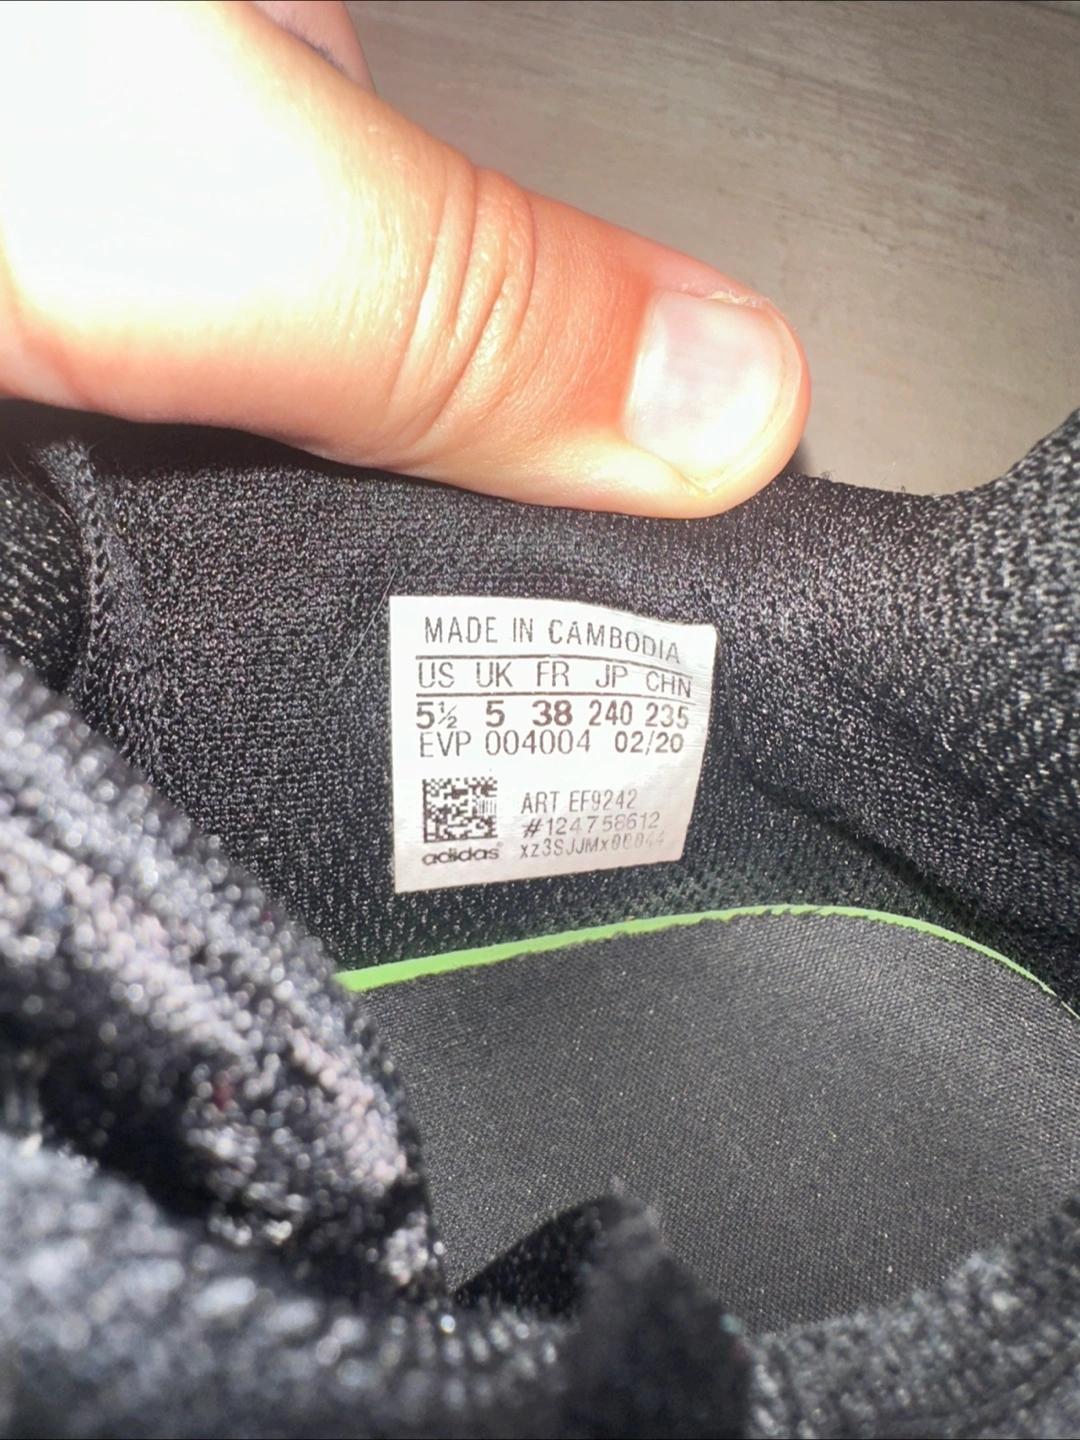 MADE IN CAMBODIA
US UK FR JP CHN
5½ 5 38 240 235
EVP 004004 02/20
ART EF9242
#124758612
adidas